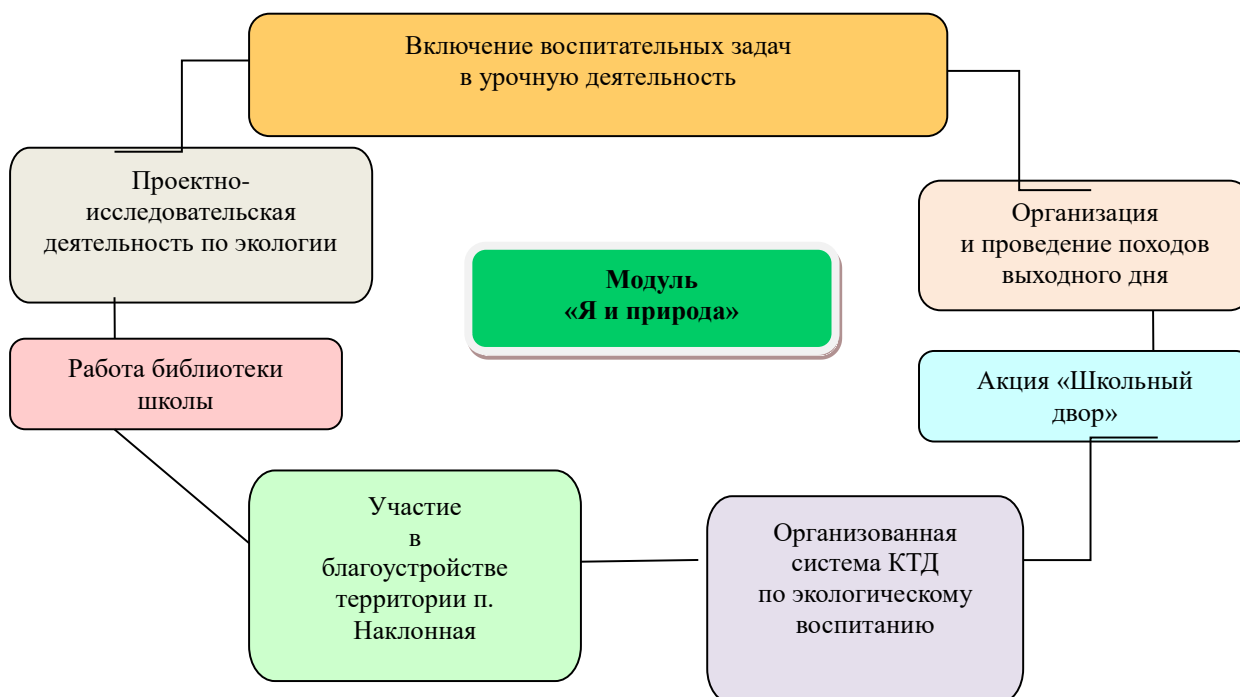 Включение воспитательных задач
в урочную деятельность
Проектно-
исследовательская
деятельность по экологии
Организация
и проведение походов
выходного дня
Модуль
«Я и природа»
Работа библиотеки
школы
Акция «Школьный
двор»
Участие
в
благоустройстве
территории п.
Наклонная
Организованная
система КТД
по экологическому
воспитанию